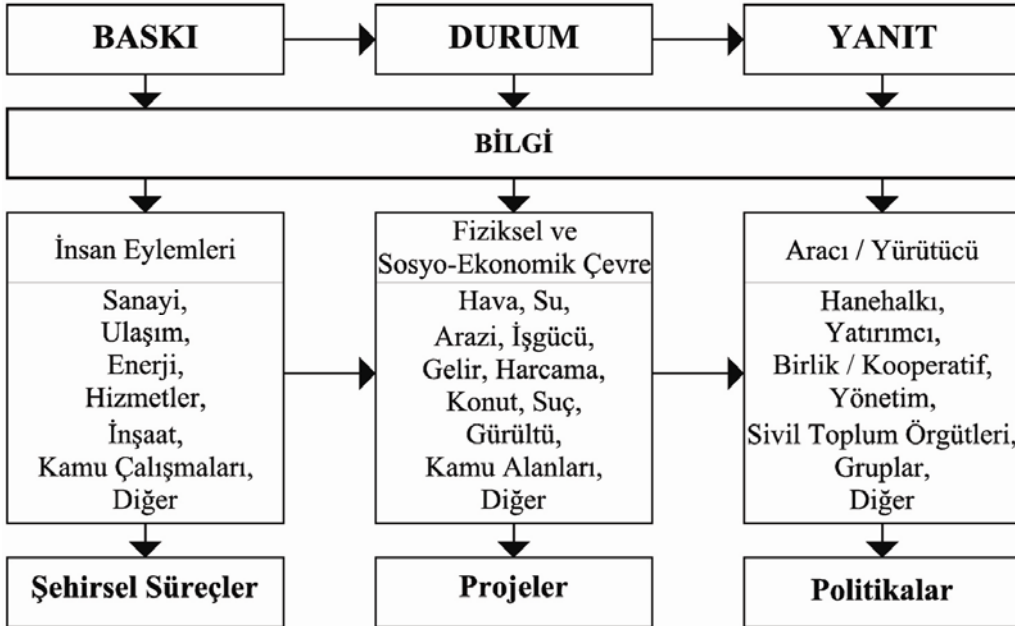 BASKI
DURUM
YANIT
BİLGİ
İnsan Eylemleri
Sanayi,
Ulaşım,
Enerji,
Hizmetler,
İnşaat,
Kamu Çalışmaları,
Diğer
Fiziksel ve
Sosyo-Ekonomik Çevre
Hava, Su,
Arazi, İşgücü,
Gelir, Harcama,
Konut, Suç,
Gürültü,
Kamu Alanları,
Diğer
Aracı / Yürütücü
Hanehalkı,
Yatırımcı,
Birlik / Kooperatif,
Yönetim,
Sivil Toplum Örgütleri,
Gruplar,
Diğer
Şehirsel Süreçler
Projeler
Politikalar